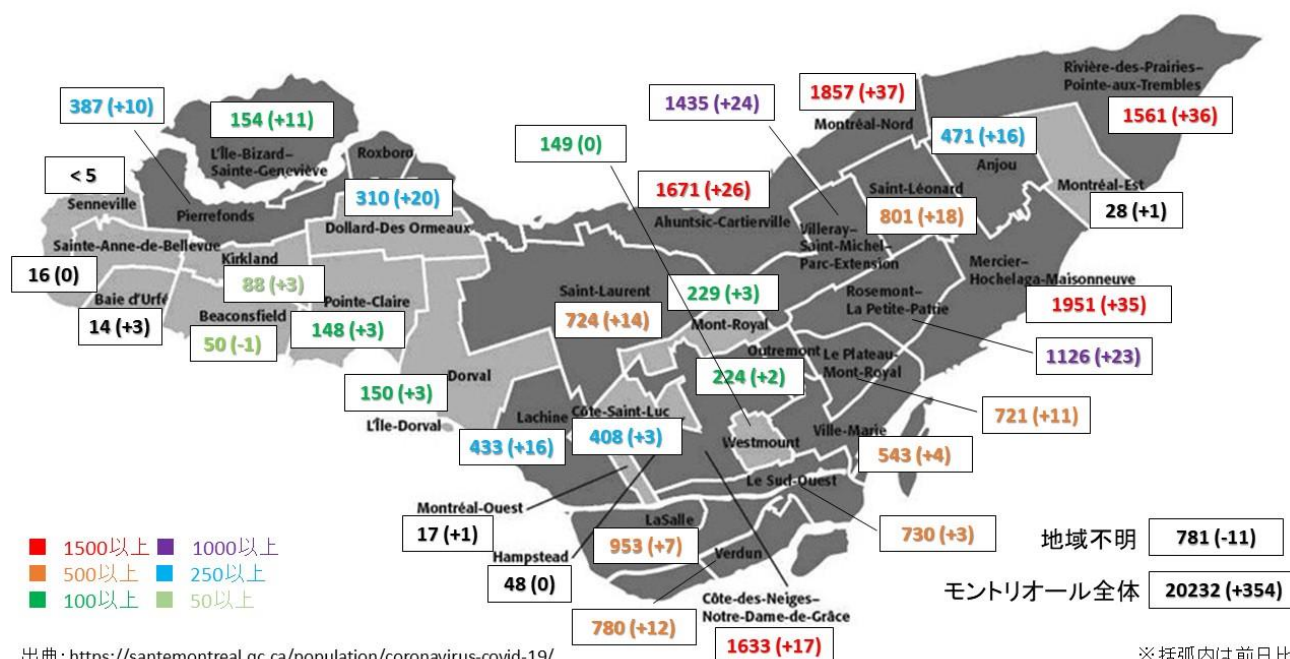 Rivière-des-Prairies–
Pointe-aux-Trembles
1561 (+36)
1857 (+37)
Montréal-Nord
1435 (+24)
387 (+10)
154 (+11)
L'Île-Bizard–
Sainte-Geneviève
Roxboro
149 (0)
471 (+16)
Anjou
< 5
Senneville
Pierrefonds
310 (+20)
Dollard-Des Ormeaux
1671 (+26)
Ahuntsic-Cartierville
Saint-Léonard
801 (+18)
Montréal-Est
28 (+1)
Villeray–
Saint-Michel–
Parc-Extension
Sainte-Anne-de-Bellevue
16 (0)
Kirkland
88 (+3)
Baie d'Urfé
14 (+3)
Beaconsfield
50 (-1)
Pointe-Claire
148 (+3)
Saint-Laurent
724 (+14)
229 (+3)
Mont-Royal
Rosemont–
La Petite-Patrie
Mercier–
Hochelaga-Maisonneuve
1951 (+35)
1126 (+23)
Outremont
224 (+2)
Le Plateau-
Mont-Royal
721 (+11)
Dorval
150 (+3)
L'Île-Dorval
Lachine
433 (+16)
Côte-Saint-Luc
408 (+3)
Westmount
Ville-Marie
543 (+4)
Le Sud-Ouest
730 (+3)
Montréal-Ouest
17 (+1)
LaSalle
953 (+7)
Hampstead
48 (0)
Verdun
780 (+12)
Côte-des-Neiges–
Notre-Dame-de-Grâce
1633 (+17)
■ 1500以上 ■ 1000以上
■ 500以上 ■ 250以上
■ 100以上 ■ 50以上
地域不明 781 (-11)
モントリオール全体 20232 (+354)
出典: https://santemontreal.qc.ca/population/coronavirus-covid-19/
※括弧内は前日比